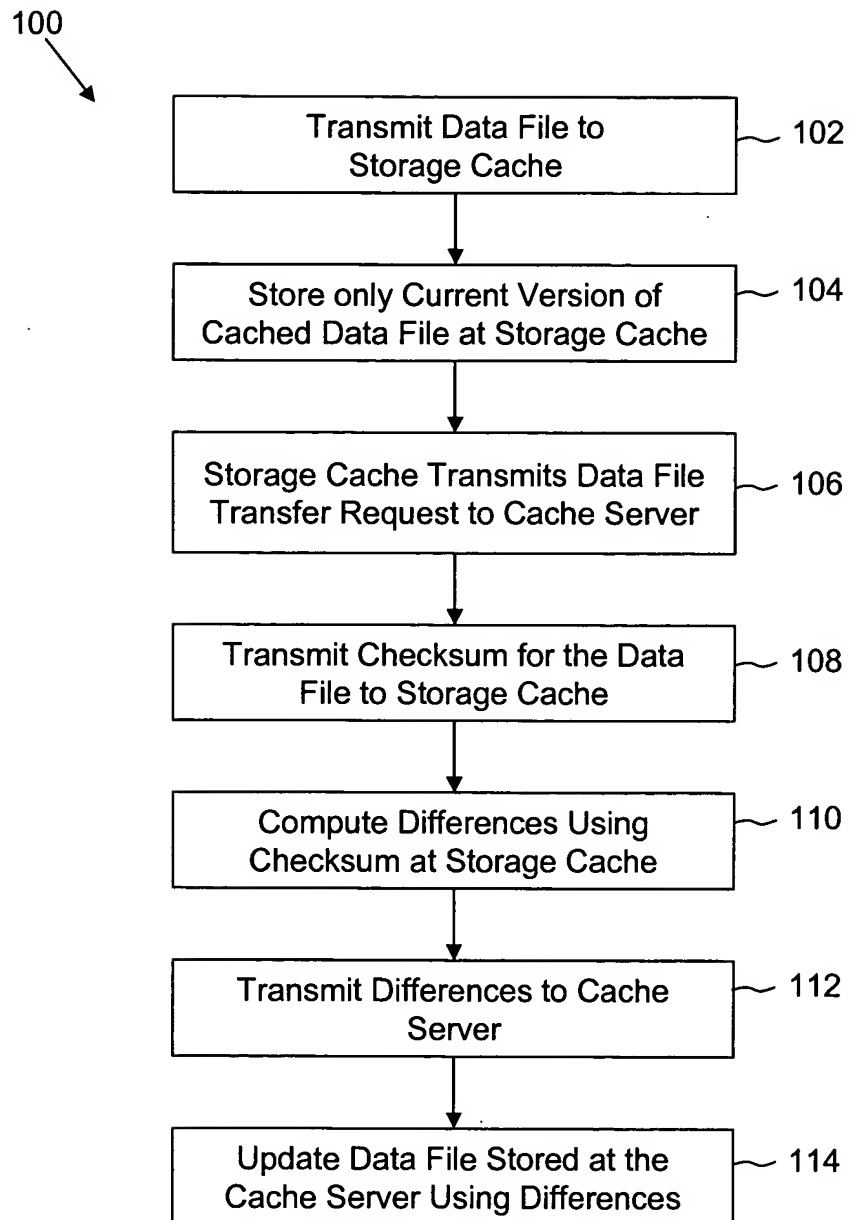 100
Transmit Data File to
Storage Cache
102
Store only Current Version of
Cached Data File at Storage Cache
104
Storage Cache Transmits Data File
Transfer Request to Cache Server
106
Transmit Checksum for the Data
File to Storage Cache
108
Compute Differences Using
Checksum at Storage Cache
110
Transmit Differences to Cache
Server
112
Update Data File Stored at the
Cache Server Using Differences
114